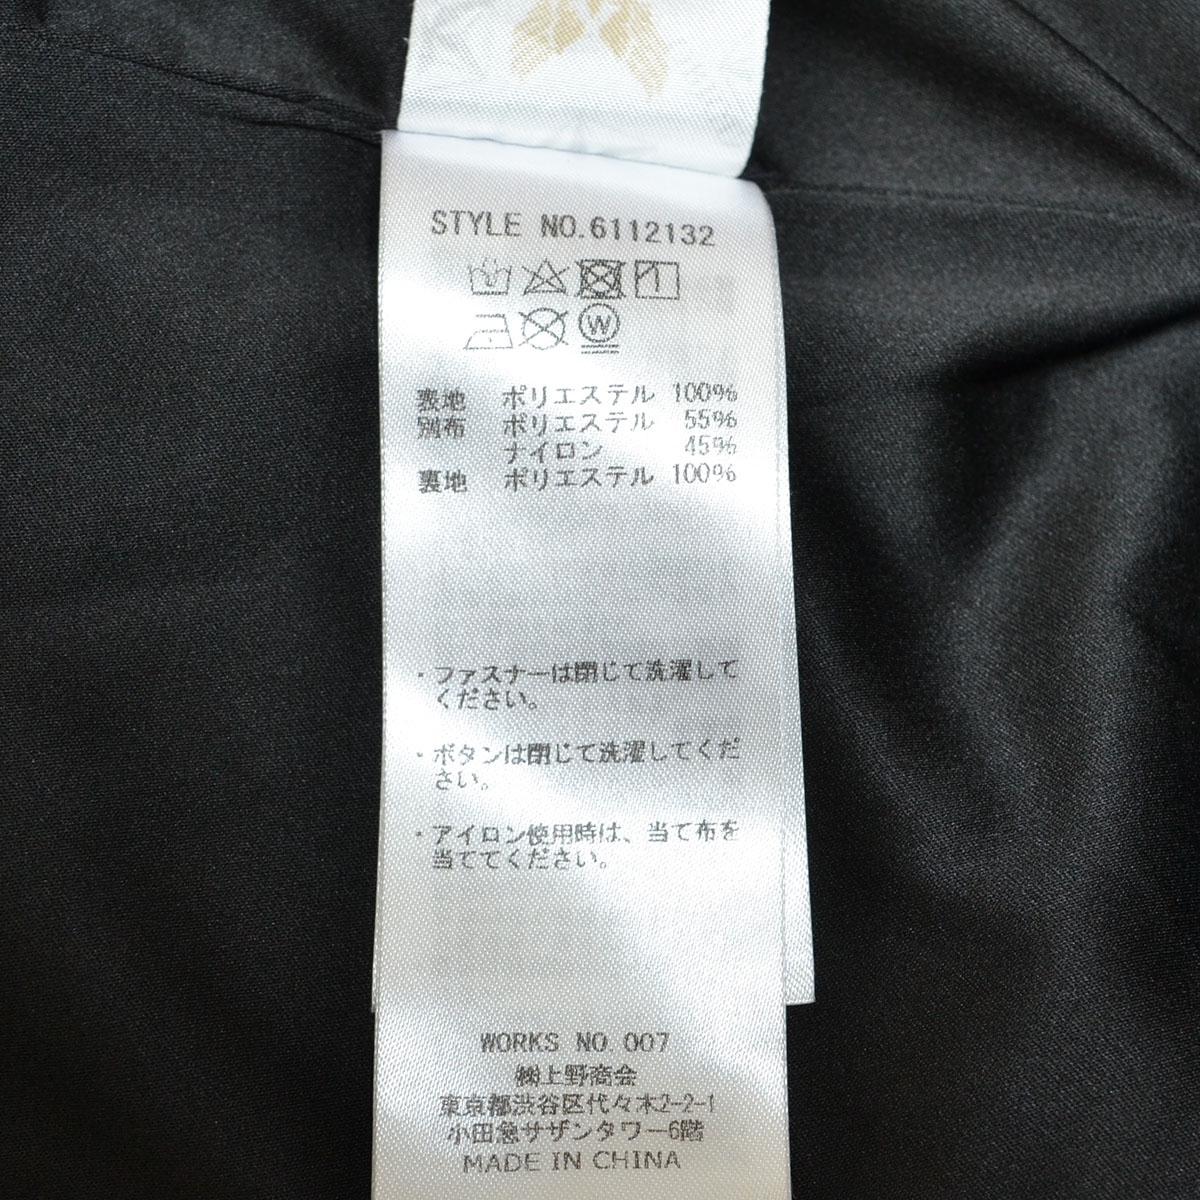 STYLE NO.6112132
W
表地 ポリエステル 100%
別布 ポリエステル 55%
ナイロン 45%
裏地 ポリエステル 100%
・ファスナーは閉じて洗濯して
ください。
・ボタンは閉じて洗濯してくだ
さい。
・アイロン使用時は、当て布を
当ててください。
WORKS NO.007
㈱上野商会
東京都渋谷区代々木2-2-1
小田急サザンタワー6階
MADE IN CHINA